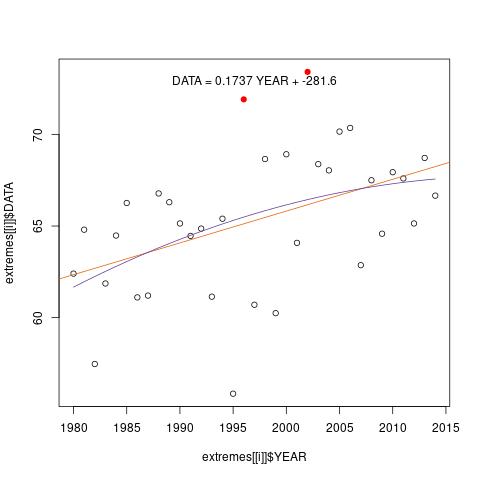 DATA = 0.1737 YEAR + -281.6
extremes[[i]]$DATA
70
65
60
1980 1985 1990 1995 2000 2005 2010 2015
extremes[[i]]$YEAR